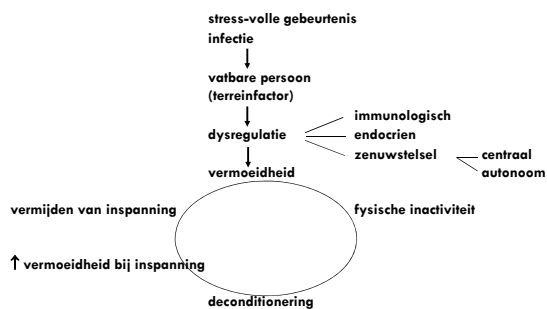 stress-volle gebeurtenis
infectie
vatbare persoon
(terreinfactor)
dysregulatie
immunologisch
endocrien
zenuwstelsel
centraal
autonoom
vermoeidheid
vermijden van inspanning
fysische inactiviteit
↑ vermoeidheid bij inspanning
deconditionering